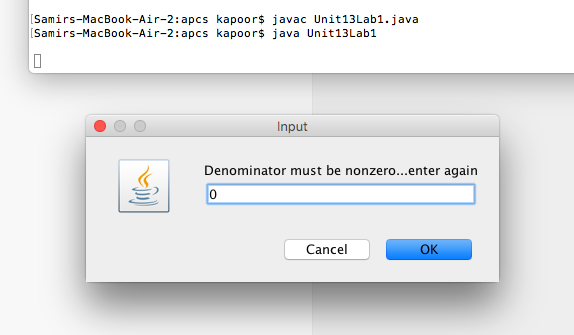 [Samirs-MacBook-Air-2:apcs kapoor$ javac Unit13Lab1.java
[Samirs-MacBook-Air-2:apcs kapoor$ java Unit13Lab1
Input
Denominator must be nonzero...enter again
0
Cancel OK